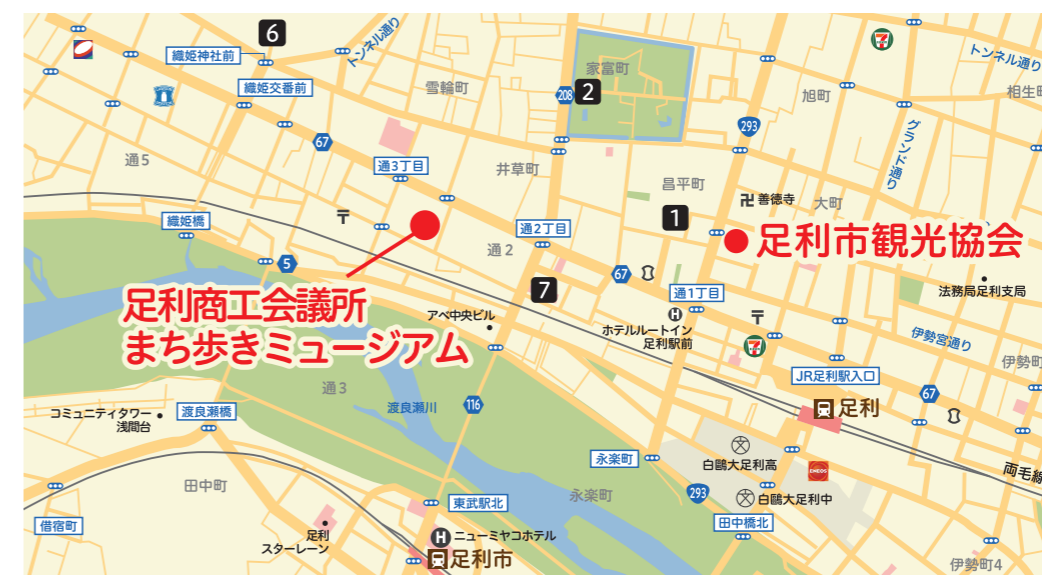 6
トンネル通り
織姫神社前
織姫交番前
雪輪町
家富町
208
2
旭町
トンネル通り
相生町
293
グランド通り
67
通5
通3丁目
井草町
昌平町
卍 善徳寺
大町
〒
織姫橋
通2丁目
通2
1
足利市観光協会
5
67
7
法務局足利支局
足利商工会議所
まち歩きミュージアム
アベ中央ビル
通1丁目
H
ホテルルートイン
足利駅前
〒
7
伊勢宮通り
伊勢町
JR足利駅入口
通3
渡良瀬川
116
67
コミュニティタワー
浅間台
渡良瀬橋
足利
永楽町
文
白鷗大足利高
ENEOS
両毛線
田中町
永楽町
293
文
白鷗大足利中
借宿町
東武駅北
田中橋北
足利
スターレーン
H
ニューミヤコホテル
足利市
伊勢町4